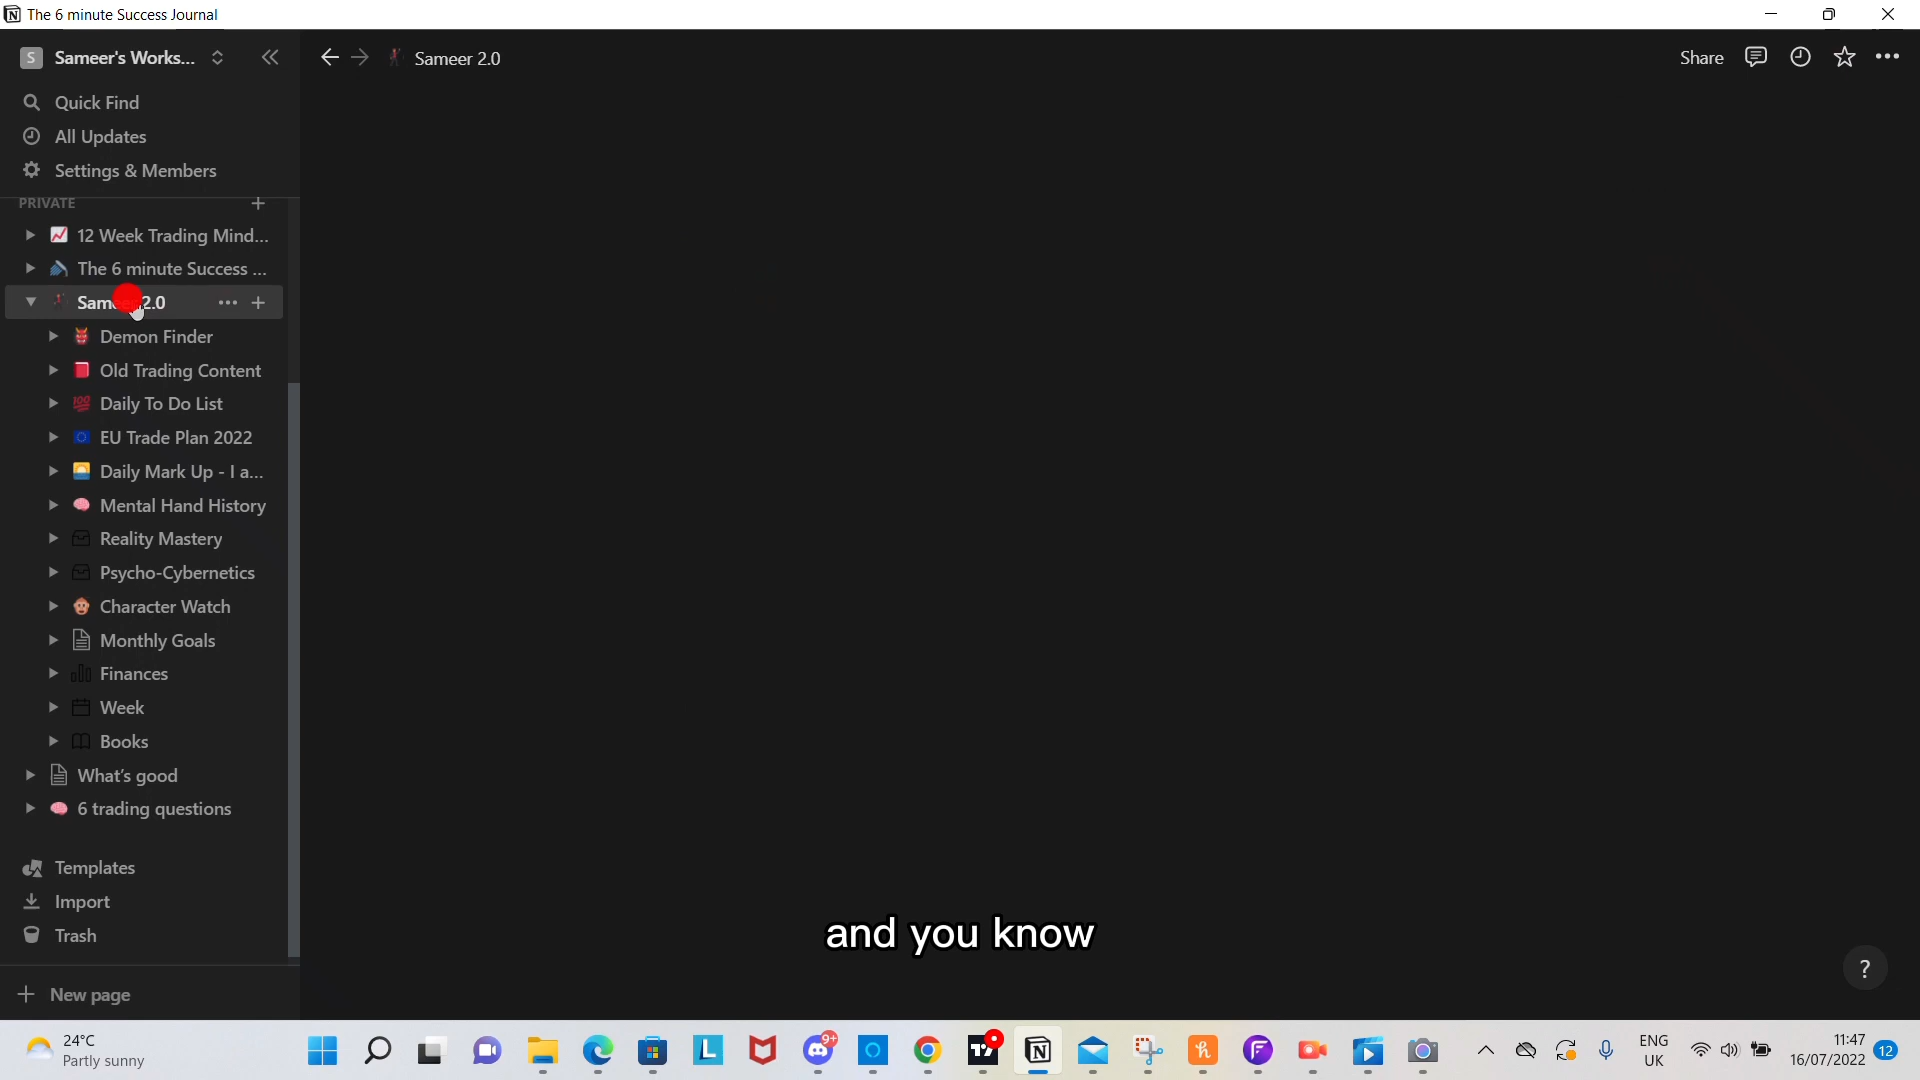 The 6 minute Success Journal
S Sameer's Works...
Sameer 2.0
Share
Quick Find
All Updates
Settings & Members
PRIVATE
12 Week Trading Mind...
The 6 minute Success ...
Sameer 2.0
Demon Finder
Old Trading Content
Daily To Do List
EU Trade Plan 2022
Daily Mark Up - I a...
Mental Hand History
Reality Mastery
Psycho-Cybernetics
Character Watch
Monthly Goals
Finances
Week
Books
What's good
6 trading questions
Templates
Import
Trash
New page
and you know
?
24°C
Partly sunny
9+
ENG
UK
11:47
16/07/2022
12